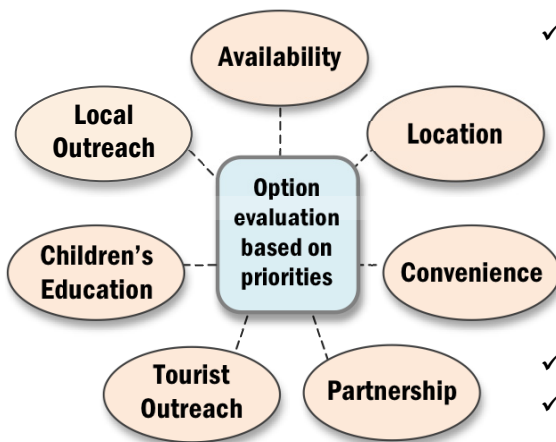 Availability
Local
Outreach
Location
Option
evaluation
based on
priorities
Children's
Education
Convenience
Tourist
Outreach
Partnership